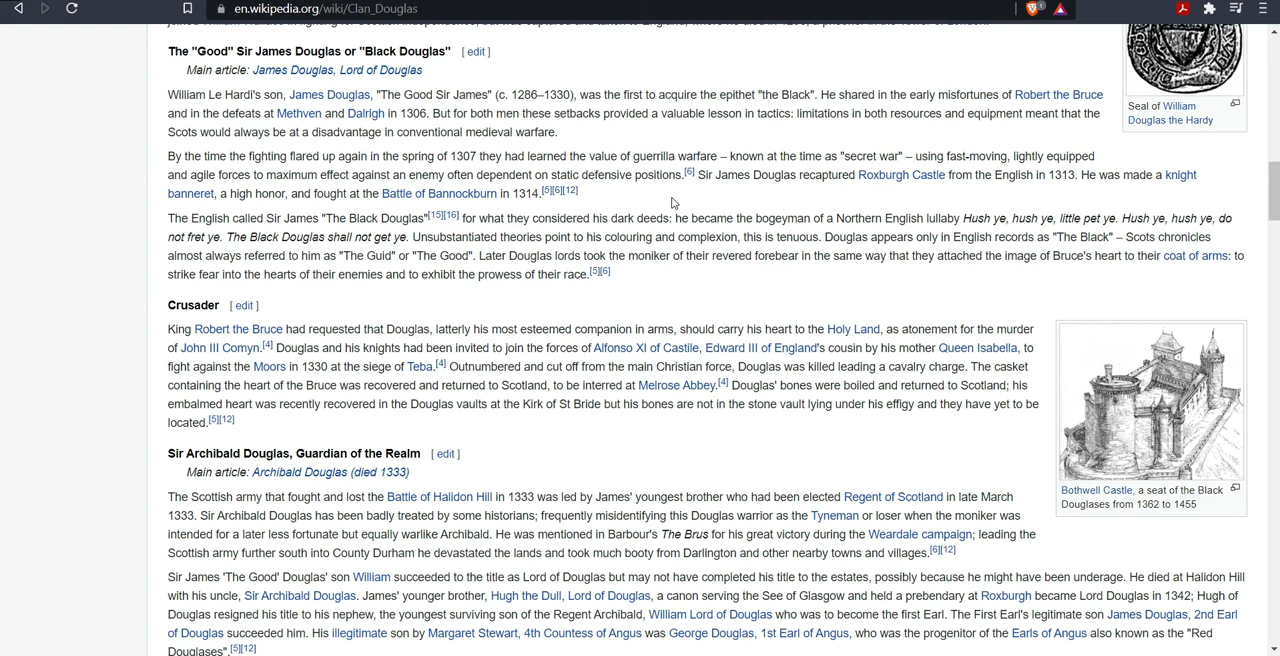 en.wikipedia.org/wiki/Clan_Douglas
1
The "Good" Sir James Douglas or "Black Douglas" [ edit ]
Main article: James Douglas, Lord of Douglas
William Le Hardi's son, James Douglas, "The Good Sir James" (c. 1286–1330), was the first to acquire the epithet "the Black". He shared in the early misfortunes of Robert the Bruce
and in the defeats at Methven and Dalrigh in 1306. But for both men these setbacks provided a valuable lesson in tactics: limitations in both resources and equipment meant that the
Scots would always be at a disadvantage in conventional medieval warfare.
Seal of William
Douglas the Hardy
By the time the fighting flared up again in the spring of 1307 they had learned the value of guerrilla warfare – known at the time as "secret war" – using fast-moving, lightly equipped
and agile forces to maximum effect against an enemy often dependent on static defensive positions.[6] Sir James Douglas recaptured Roxburgh Castle from the English in 1313. He was made a knight
banneret, a high honor, and fought at the Battle of Bannockburn in 1314.[5][6][12]
The English called Sir James "The Black Douglas"[15][16] for what they considered his dark deeds: he became the bogeyman of a Northern English lullaby Hush ye, hush ye, little pet ye. Hush ye, hush ye, do
not fret ye. The Black Douglas shall not get ye. Unsubstantiated theories point to his colouring and complexion, this is tenuous. Douglas appears only in English records as "The Black" – Scots chronicles
almost always referred to him as "The Guid" or "The Good". Later Douglas lords took the moniker of their revered forebear in the same way that they attached the image of Bruce's heart to their coat of arms: to
strike fear into the hearts of their enemies and to exhibit the prowess of their race.[5][6]
Crusader [ edit ]
King Robert the Bruce had requested that Douglas, latterly his most esteemed companion in arms, should carry his heart to the Holy Land, as atonement for the murder
of John III Comyn.[4] Douglas and his knights had been invited to join the forces of Alfonso XI of Castile, Edward III of England's cousin by his mother Queen Isabella, to
fight against the Moors in 1330 at the siege of Teba.[4] Outnumbered and cut off from the main Christian force, Douglas was killed leading a cavalry charge. The casket
containing the heart of the Bruce was recovered and returned to Scotland, to be interred at Melrose Abbey.[4] Douglas' bones were boiled and returned to Scotland; his
embalmed heart was recently recovered in the Douglas vaults at the Kirk of St Bride but his bones are not in the stone vault lying under his effigy and they have yet to be
located.[5][12]
Bothwell Castle, a seat of the Black
Douglases from 1362 to 1455
Sir Archibald Douglas, Guardian of the Realm [ edit ]
Main article: Archibald Douglas (died 1333)
The Scottish army that fought and lost the Battle of Halidon Hill in 1333 was led by James' youngest brother who had been elected Regent of Scotland in late March
1333. Sir Archibald Douglas has been badly treated by some historians; frequently misidentifying this Douglas warrior as the Tyneman or loser when the moniker was
intended for a later less fortunate but equally warlike Archibald. He was mentioned in Barbour's The Brus for his great victory during the Weardale campaign; leading the
Scottish army further south into County Durham he devastated the lands and took much booty from Darlington and other nearby towns and villages.[6][12]
Sir James 'The Good' Douglas' son William succeeded to the title as Lord of Douglas but may not have completed his title to the estates, possibly because he might have been underage. He died at Halidon Hill
with his uncle, Sir Archibald Douglas. James' younger brother, Hugh the Dull, Lord of Douglas, a canon serving the See of Glasgow and held a prebendary at Roxburgh became Lord Douglas in 1342; Hugh of
Douglas resigned his title to his nephew, the youngest surviving son of the Regent Archibald, William Lord of Douglas who was to become the first Earl. The First Earl's legitimate son James Douglas, 2nd Earl
of Douglas succeeded him. His illegitimate son by Margaret Stewart, 4th Countess of Angus was George Douglas, 1st Earl of Angus, who was the progenitor of the Earls of Angus also known as the "Red
Douglases".[5][12]